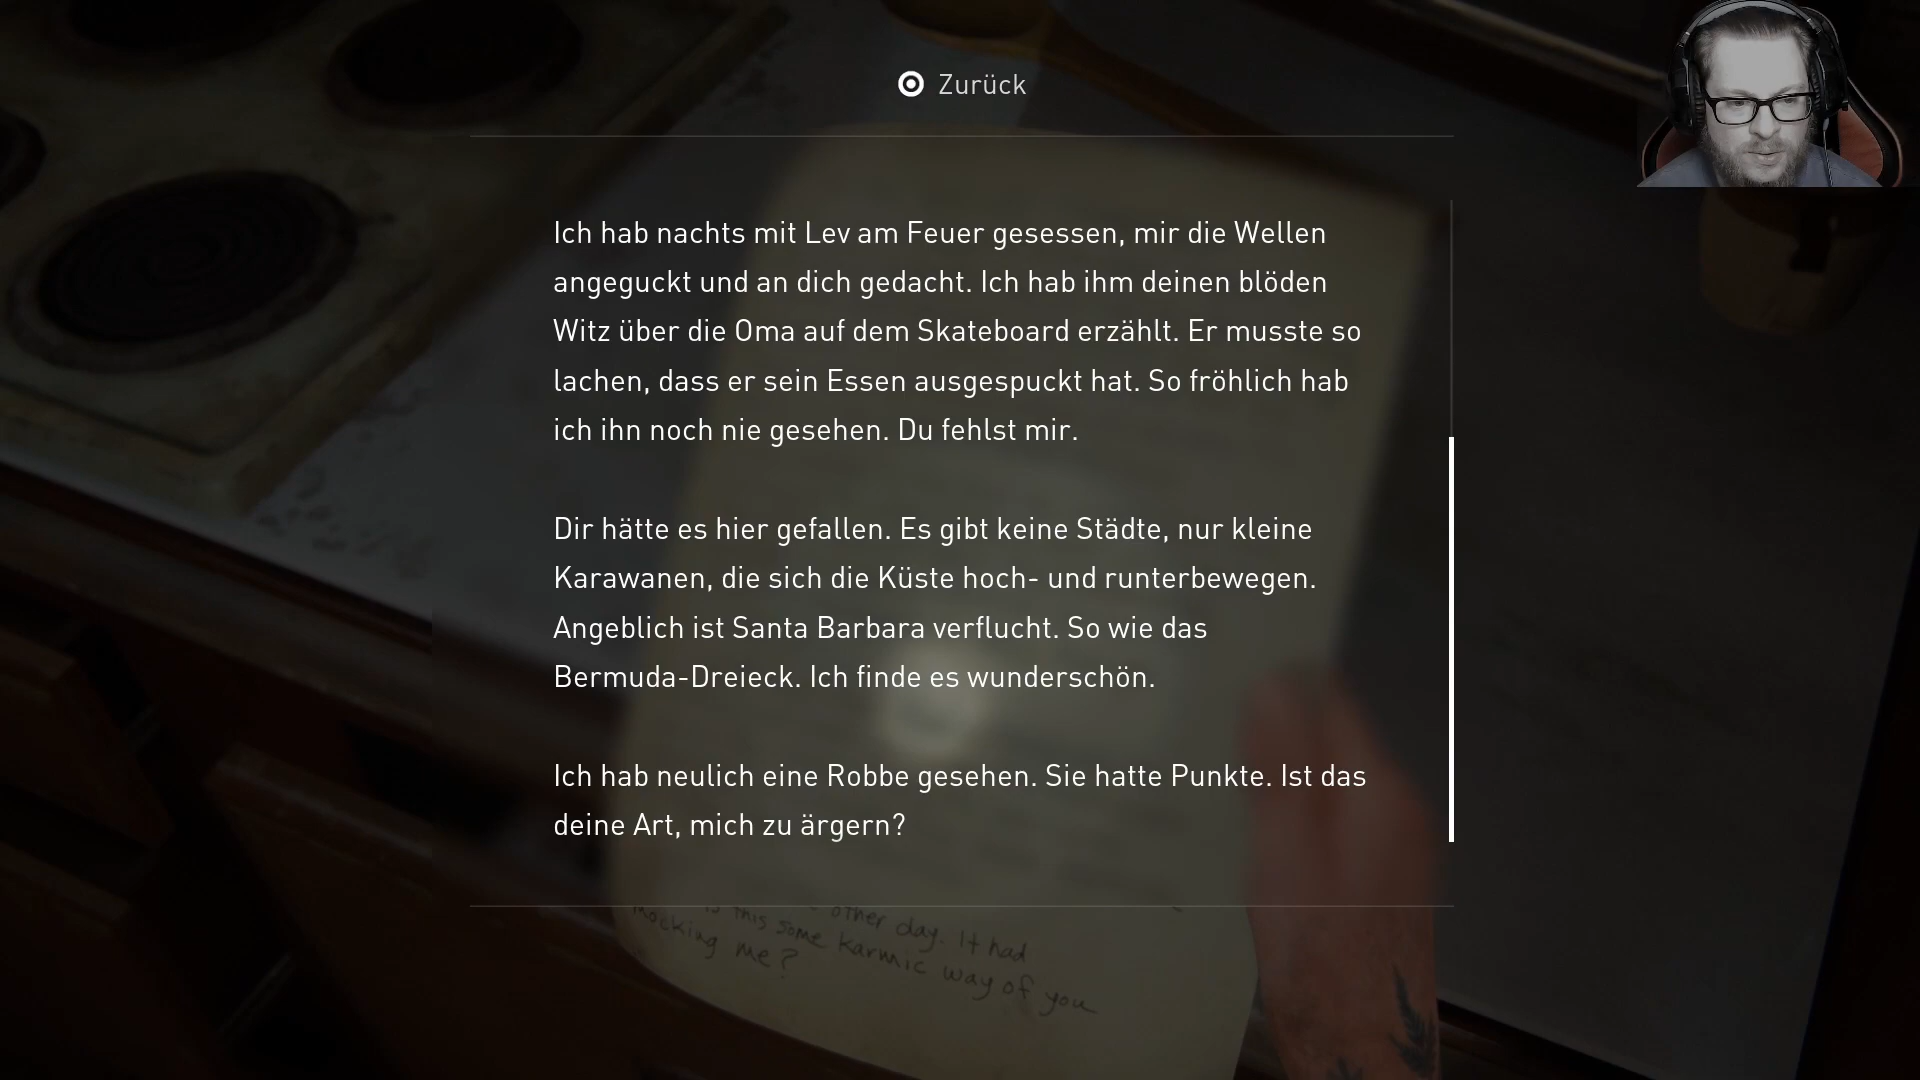 Zurück
Ich hab nachts mit Lev am Feuer gesessen, mir die Wellen
angeguckt und an dich gedacht. Ich hab ihm deinen blöden
Witz über die Oma auf dem Skateboard erzählt. Er musste so
lachen, dass er sein Essen ausgespuckt hat. So fröhlich hab
ich ihn noch nie gesehen. Du fehlst mir.
Dir hätte es hier gefallen. Es gibt keine Städte, nur kleine
Karawanen, die sich die Küste hoch- und runterbewegen.
Angeblich ist Santa Barbara verflucht. So wie das
Bermuda-Dreieck. Ich finde es wunderschön.
Ich hab neulich eine Robbe gesehen. Sie hatte Punkte. Ist das
deine Art, mich zu ärgern?
other day. It had
is this some karmic way of you
mocking me?